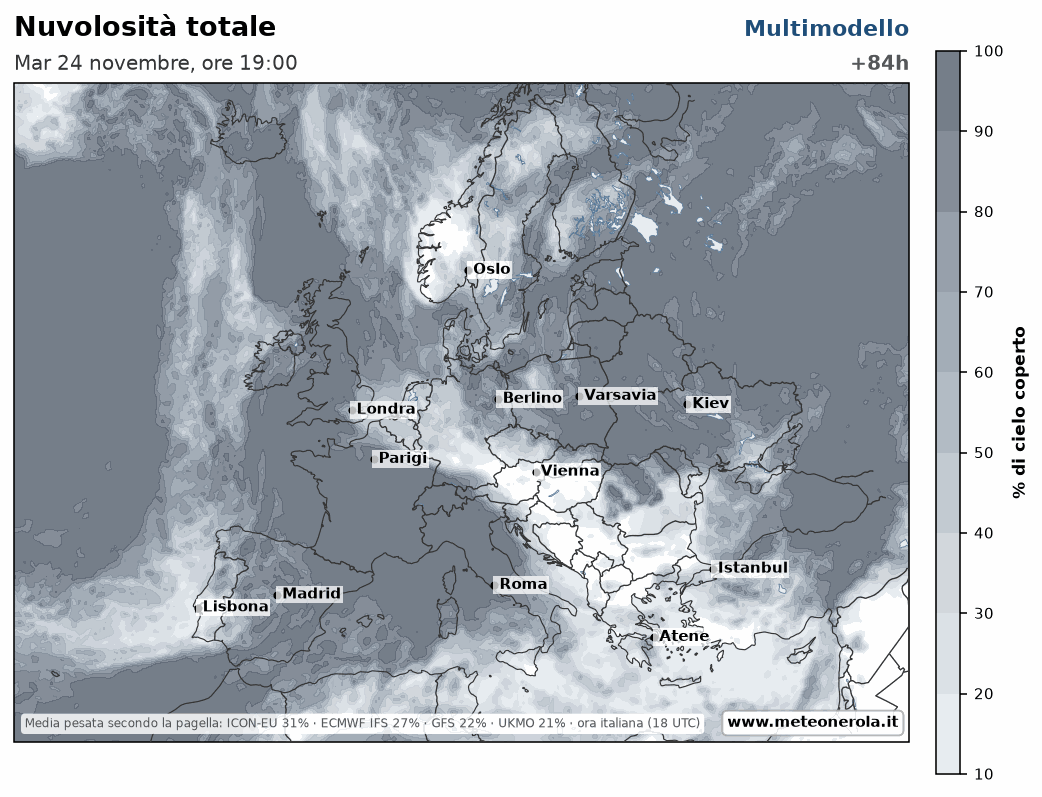 Nuvolosità totale
Multimodello
Mar 24 novembre, ore 19:00
+84h
100
90
80
70
60
50
40
30
20
10
% di cielo coperto
Oslo
Londra
Berlino
Varsavia
Kiev
Parigi
Vienna
Istanbul
Roma
Madrid
Lisbona
Atene
Media pesata secondo la pagella: ICON-EU 31% · ECMWF IFS 27% · GFS 22% · UKMO 21% · ora italiana (18 UTC)
www.meteonerola.it